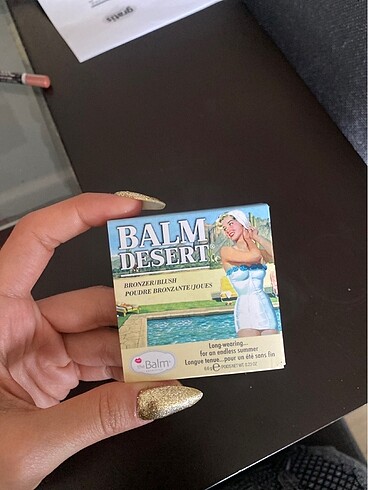 gratis
BALM
DESERT®
BRONZER/BLUSH
POUDRE BRONZANTE/JOUES
Long-wearing...
for an endless summer
Longue tenue...pour un été sans fin
theBalm®